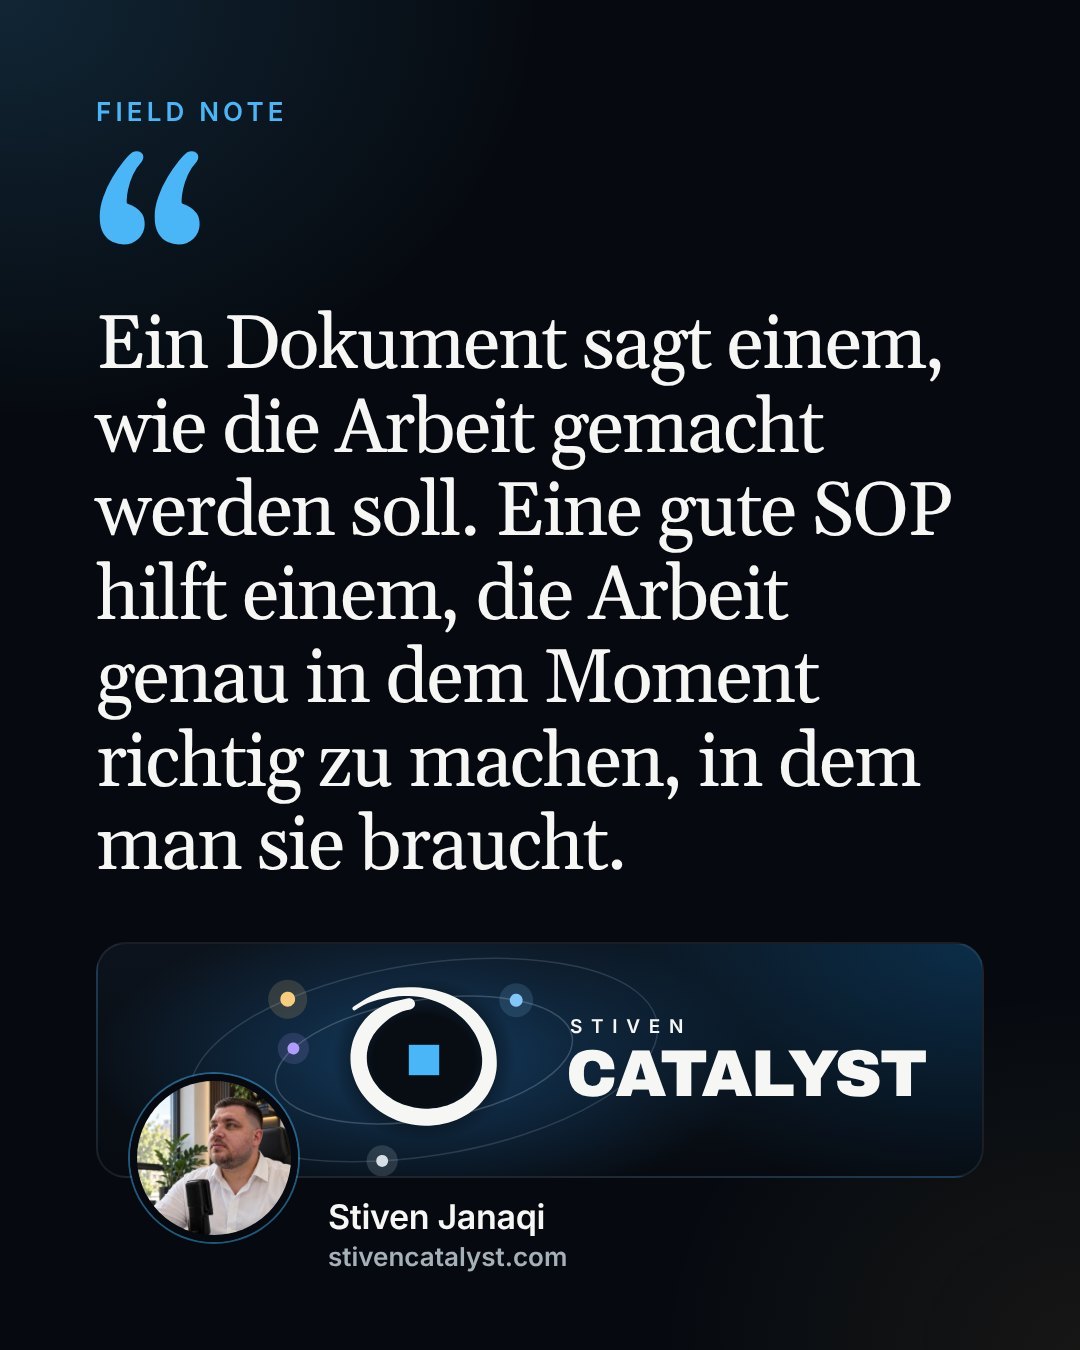 FIELD NOTE
“
Ein Dokument sagt einem,
wie die Arbeit gemacht
werden soll. Eine gute SOP
hilft einem, die Arbeit
genau in dem Moment
richtig zu machen, in dem
man sie braucht.
STIVEN
CATALYST
Stiven Janaqi
stivencatalyst.com